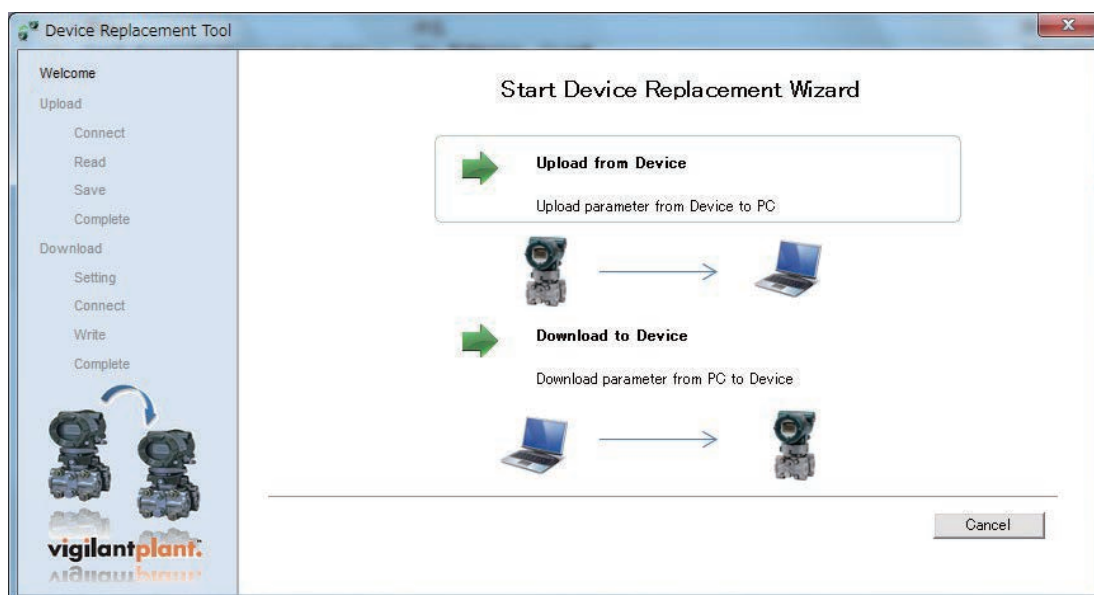 Device Replacement Tool
Welcome
Upload
Connect
Read
Save
Complete
Download
Setting
Connect
Write
Complete
vigilantplant.™
Start Device Replacement Wizard
Upload from Device
Upload parameter from Device to PC
Download to Device
Download parameter from PC to Device
Cancel